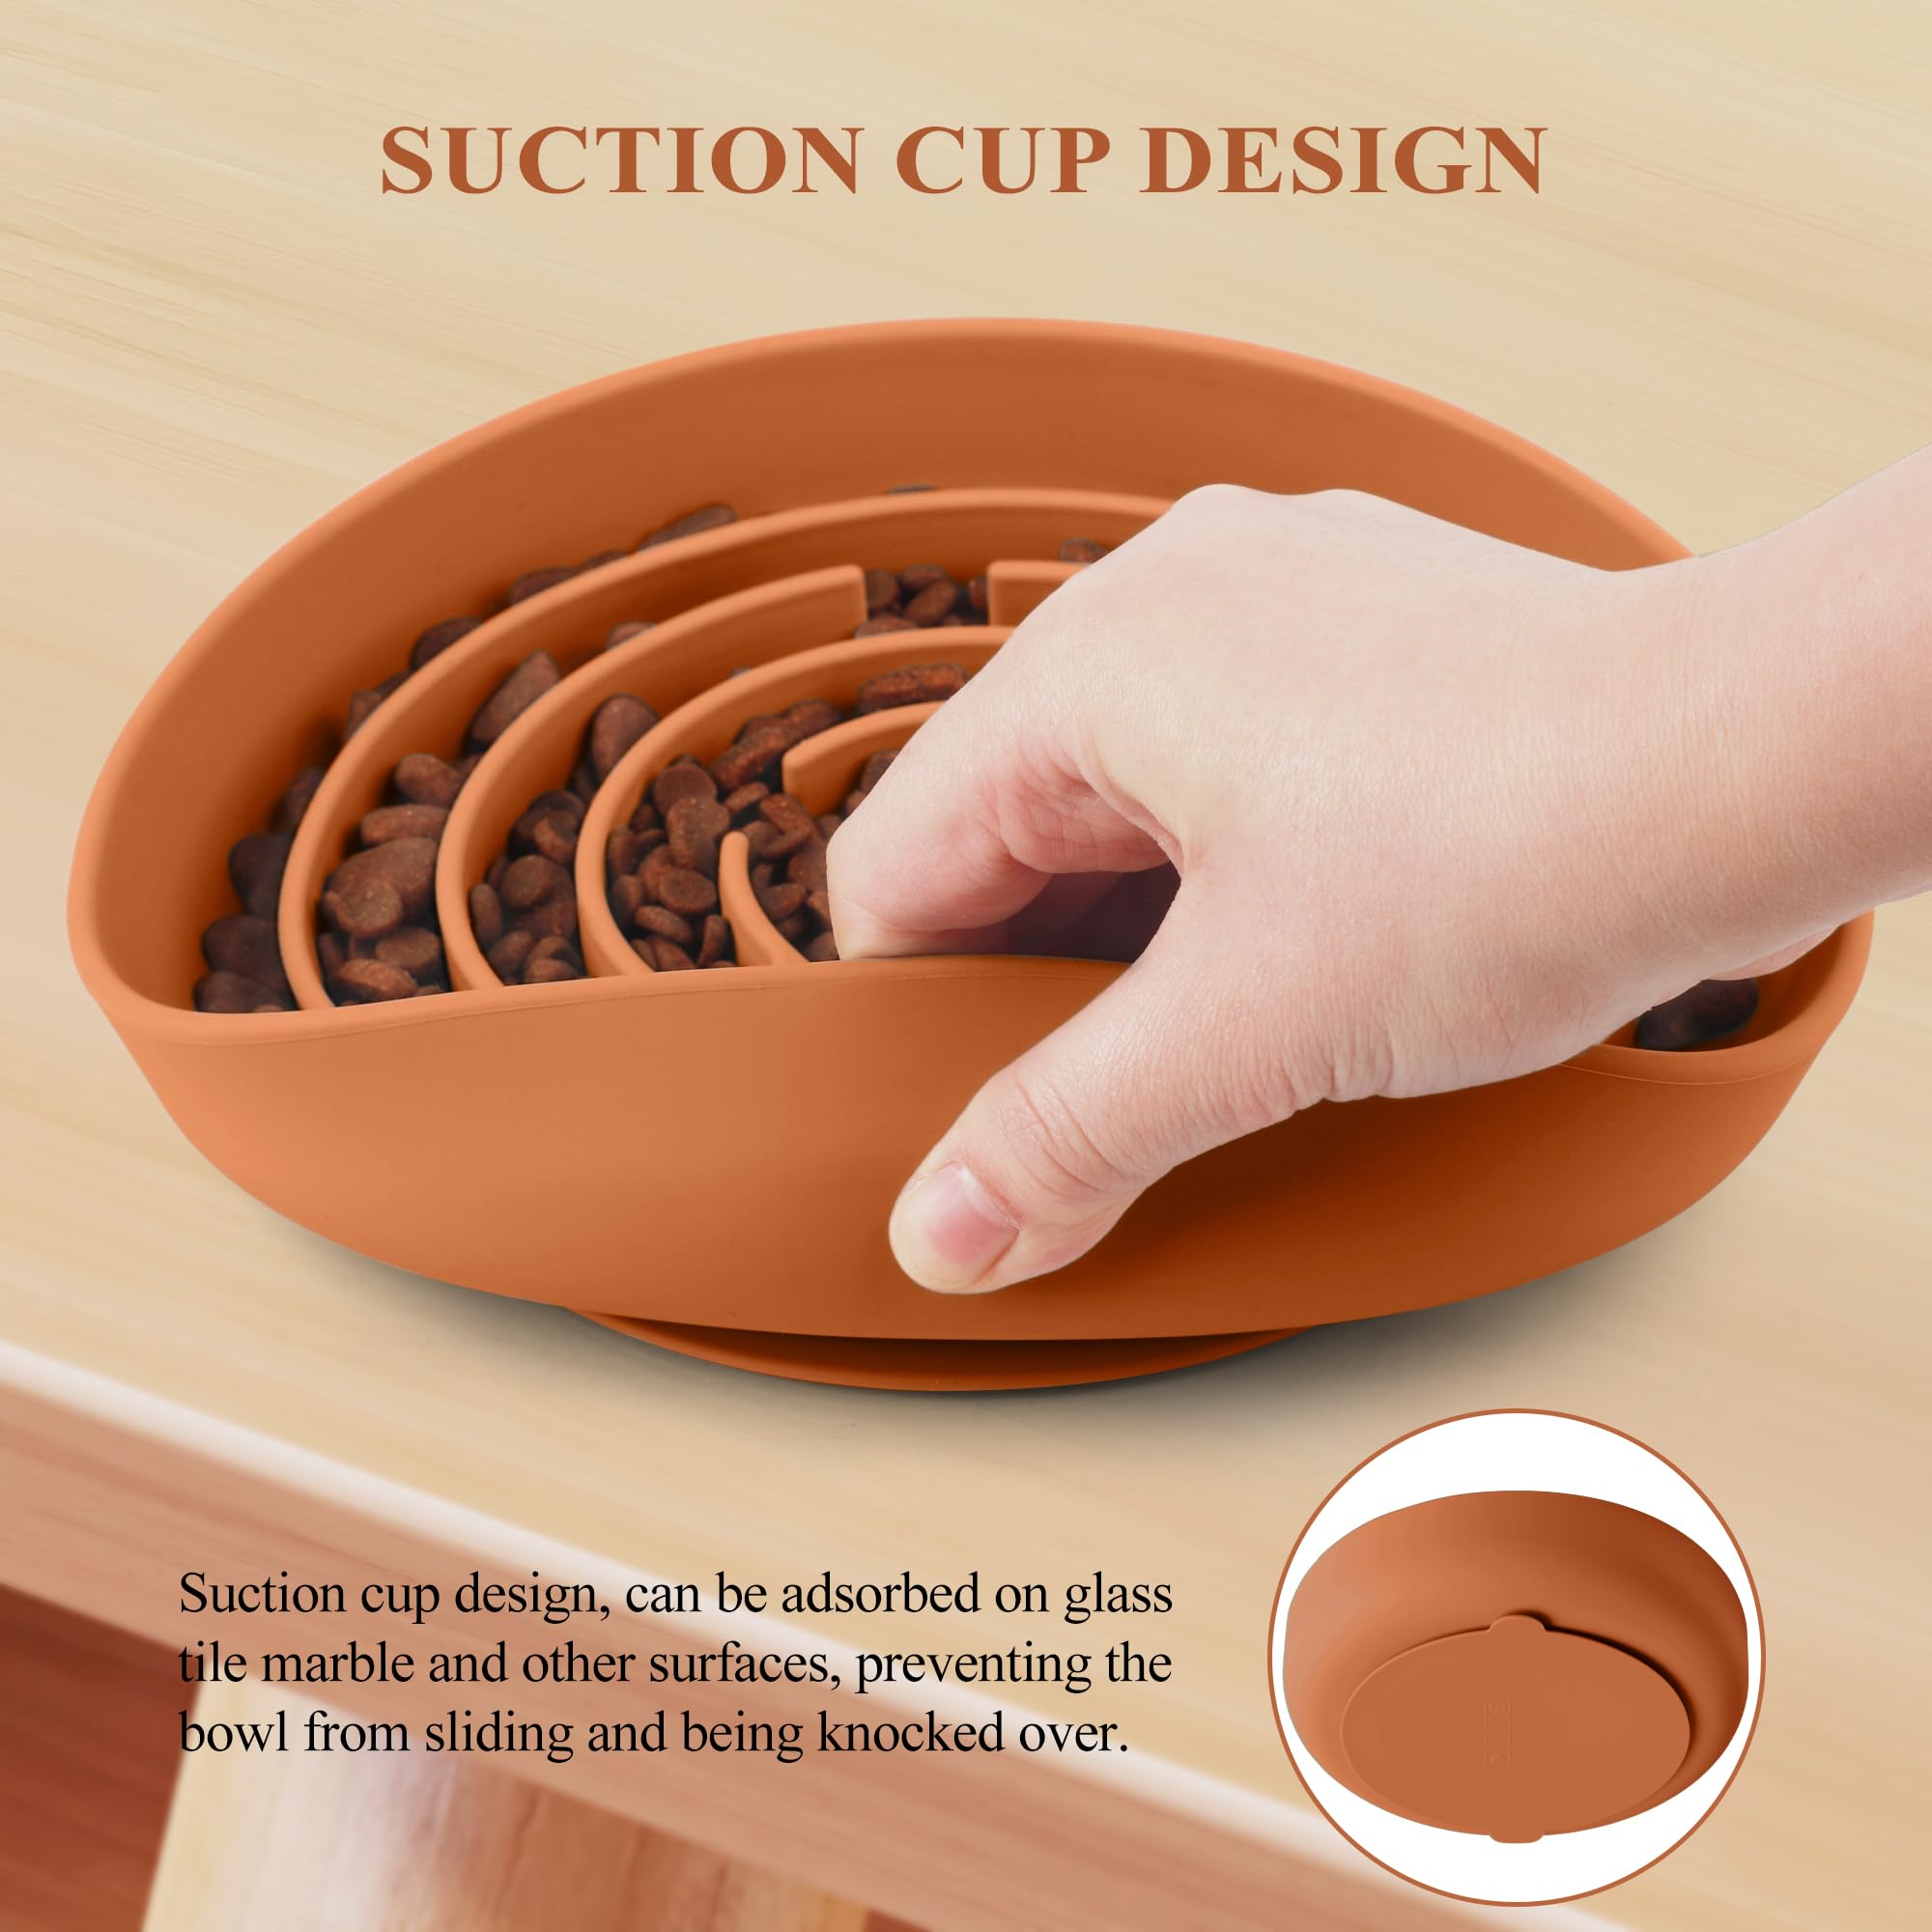 SUCTION CUP DESIGN
Suction cup design, can be adsorbed on glass
tile marble and other surfaces, preventing the
bowl from sliding and being knocked over.